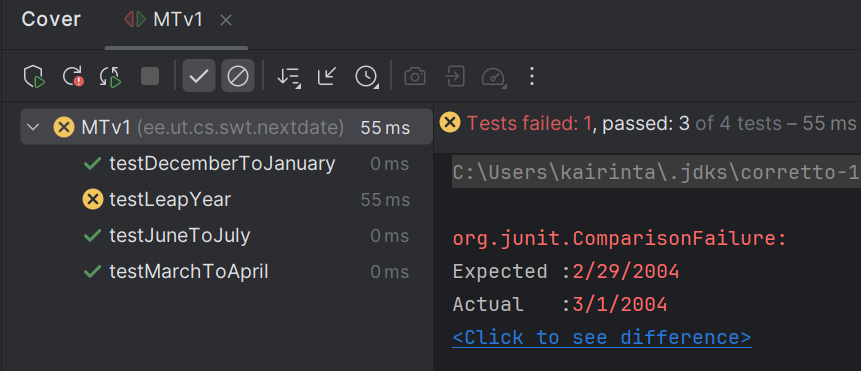 Cover MTv1
MTv1 (ee.ut.cs.swt.nextdate) 55 ms
testDecemberToJanuary 0 ms
testLeapYear 55 ms
testJuneToJuly 0 ms
testMarchToApril 0 ms
Tests failed: 1, passed: 3 of 4 tests – 55 ms
C:\Users\kairinta\.jdks\corretto-1
org.junit.ComparisonFailure:
Expected :2/29/2004
Actual   :3/1/2004
<Click to see difference>